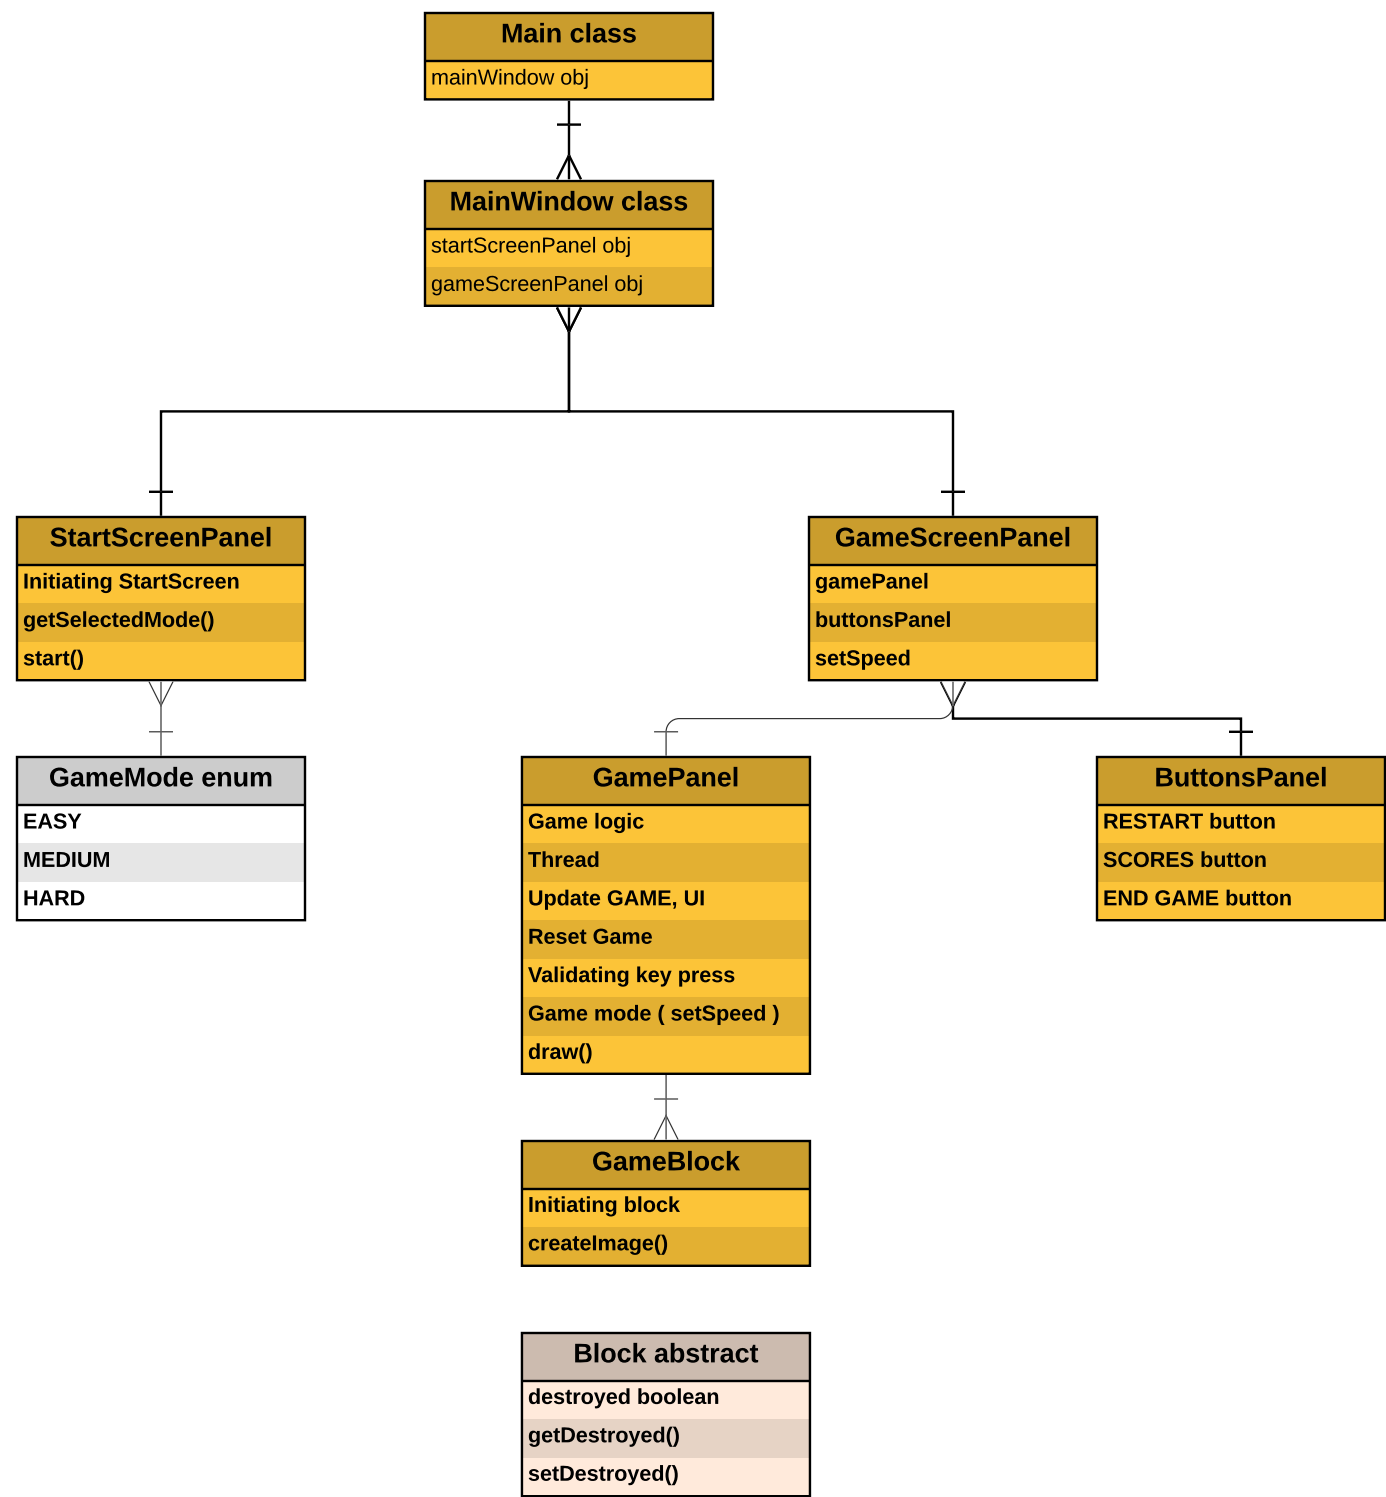 Main class
mainWindow obj
MainWindow class
startScreenPanel obj
gameScreenPanel obj
StartScreenPanel
Initiating StartScreen
getSelectedMode()
start()
GameScreenPanel
gamePanel
buttonsPanel
setSpeed
GameMode enum
EASY
MEDIUM
HARD
GamePanel
Game logic
Thread
Update GAME, UI
Reset Game
Validating key press
Game mode ( setSpeed )
draw()
ButtonsPanel
RESTART button
SCORES button
END GAME button
GameBlock
Initiating block
createImage()
Block abstract
destroyed boolean
getDestroyed()
setDestroyed()